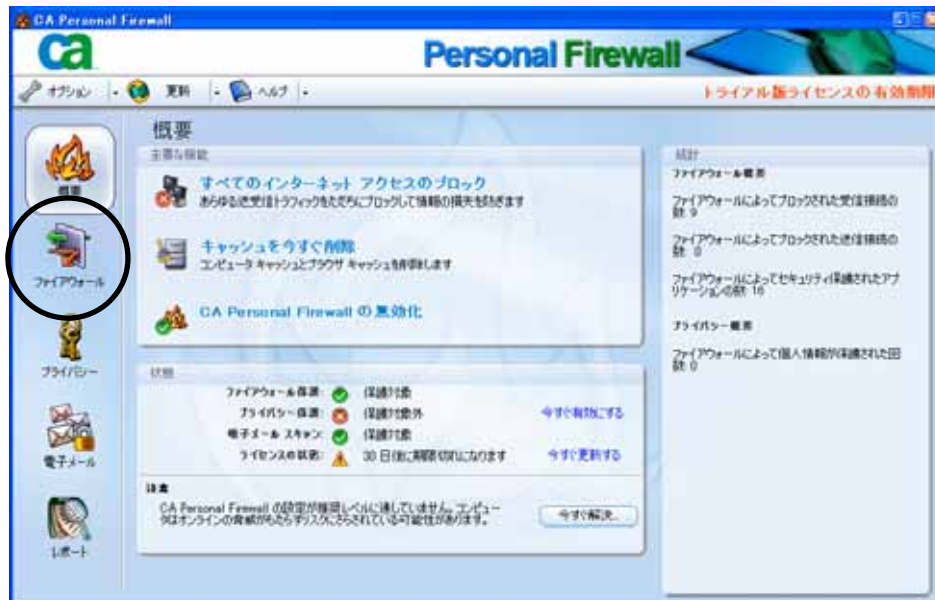 CA Personal Firewall
ca
Personal Firewall
オプション
更新
ヘルプ
トライアル版ライセンスの有効期限
概要
ファイアウォール
プライバシー
電子メール
レポート
概要
主要な機能
すべてのインターネット アクセスのブロック
あらゆる送受信トラフィックをただちにブロックして情報の損失を防ぎます
キャッシュを今すぐ削除
コンピュータ キャッシュとブラウザ キャッシュを削除します
CA Personal Firewall の無効化
状態
ファイアウォール保護: 保護対象
プライバシー保護: 保護対象外 今すぐ有効にする
電子メール スキャン: 保護対象
ライセンスの状態: 30 日後に期限切れになります 今すぐ更新する
注意
CA Personal Firewall の設定が推奨レベルに達していません。コンピュー
タはオンラインの脅威がもたらすリスクにさらされている可能性があります。
今すぐ解決...
統計
ファイアウォール概要
ファイアウォールによってブロックされた受信接続の
数: 9
ファイアウォールによってブロックされた送信接続の
数: 0
ファイアウォールによってセキュリティ保護されたアプ
リケーションの数: 16
プライバシー概要
ファイアウォールによって個人情報が保護された回
数: 0